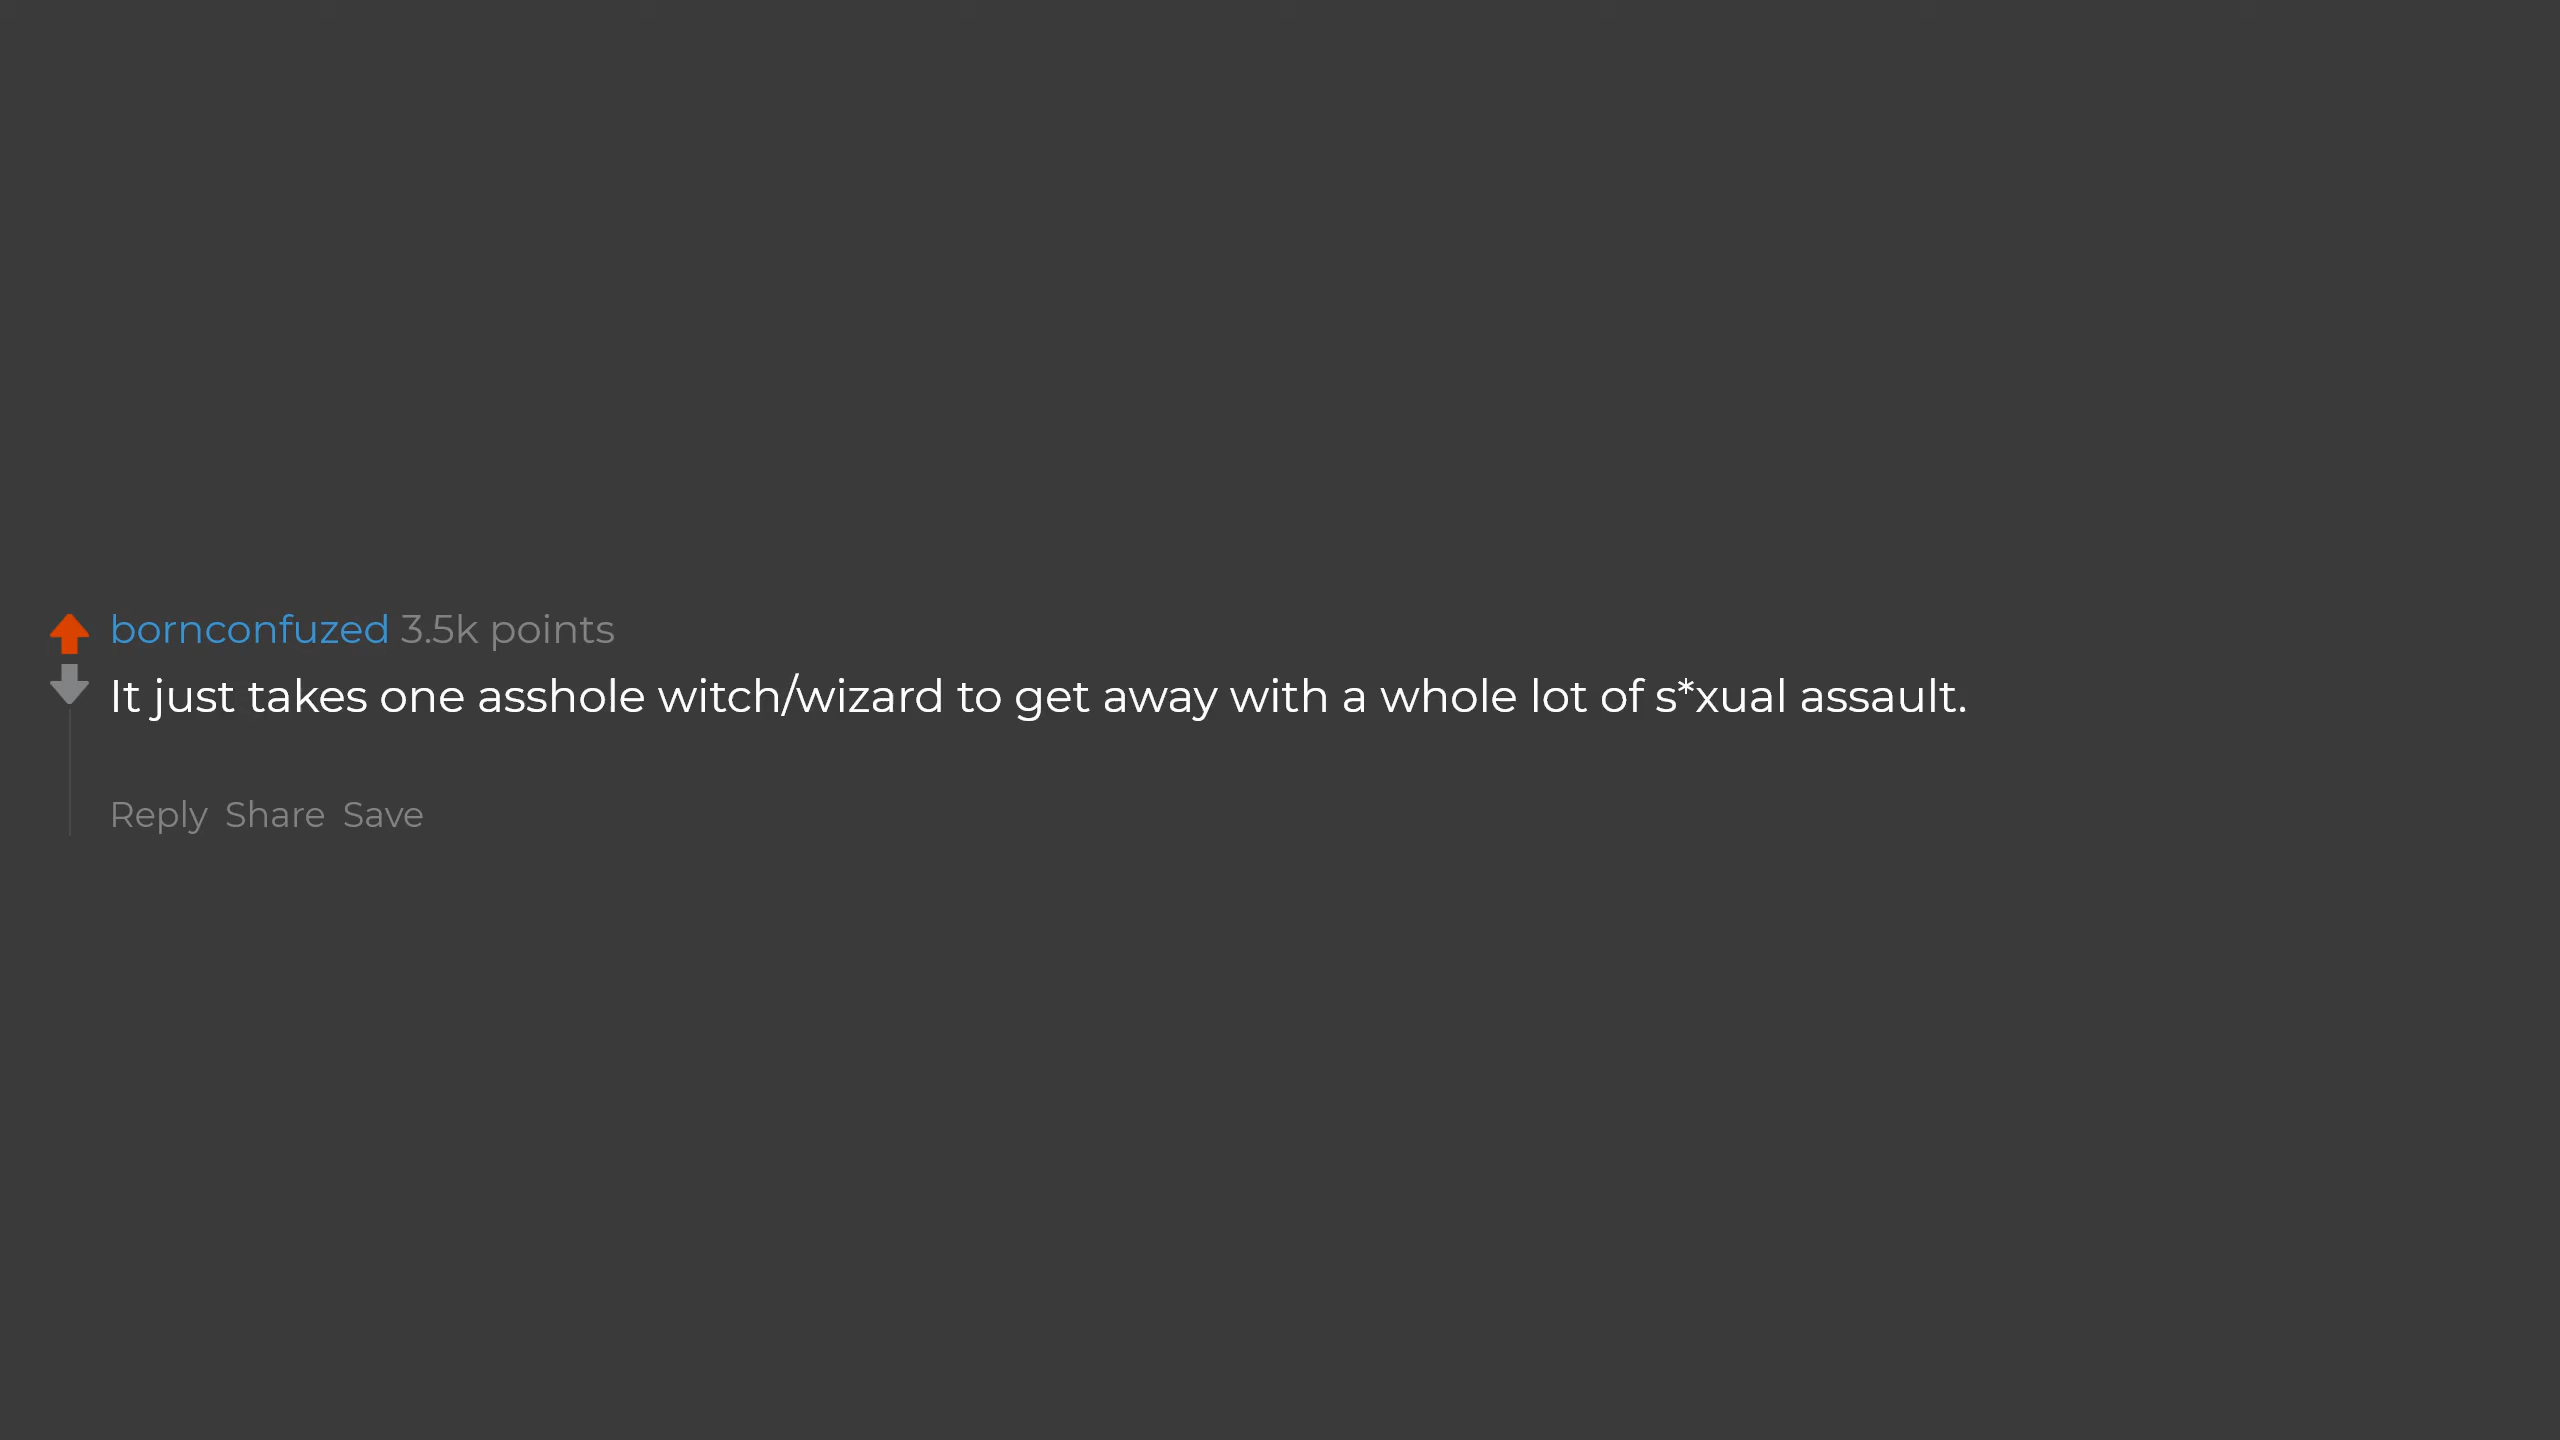 bornconfuzed 3.5k points
It just takes one asshole witch/wizard to get away with a whole lot of s*xual assault.
Reply Share Save